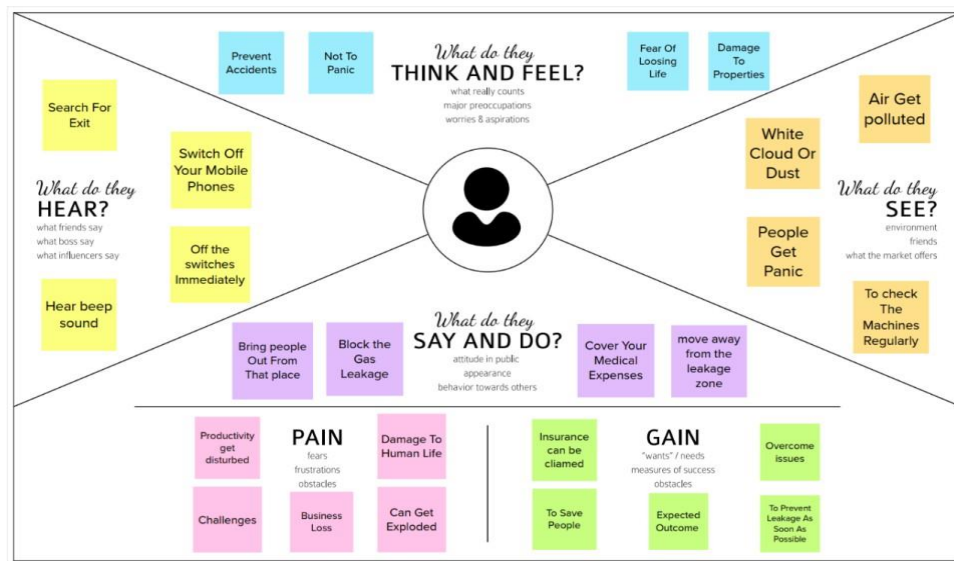 Prevent
Accidents
Not To
Panic
What do they
THINK AND FEEL?
what really counts
major preoccupations
worries & aspirations
Fear Of
Loosing
Life
Damage
To
Properties
Search For
Exit
Switch Off
Your Mobile
Phones
What do they
HEAR?
what friends say
what boss say
what influencers say
Off the
switches
Immediately
Hear beep
sound
Air Get
polluted
White
Cloud Or
Dust
What do they
SEE?
environment
friends
what the market offers
People
Get
Panic
To check
The
Machines
Regularly
What do they
SAY AND DO?
attitude in public
appearance
behavior towards others
Bring people
Out From
That place
Block the
Gas
Leakage
Cover Your
Medical
Expenses
move away
from the
leakage
zone
PAIN
fears
frustrations
obstacles
Productivity
get
disturbed
Damage To
Human Life
Challenges
Business
Loss
Can Get
Exploded
GAIN
"wants" / needs
measures of success
obstacles
Insurance
can be
cliamed
Overcome
issues
To Save
People
Expected
Outcome
To Prevent
Leakage As
Soon As
Possible